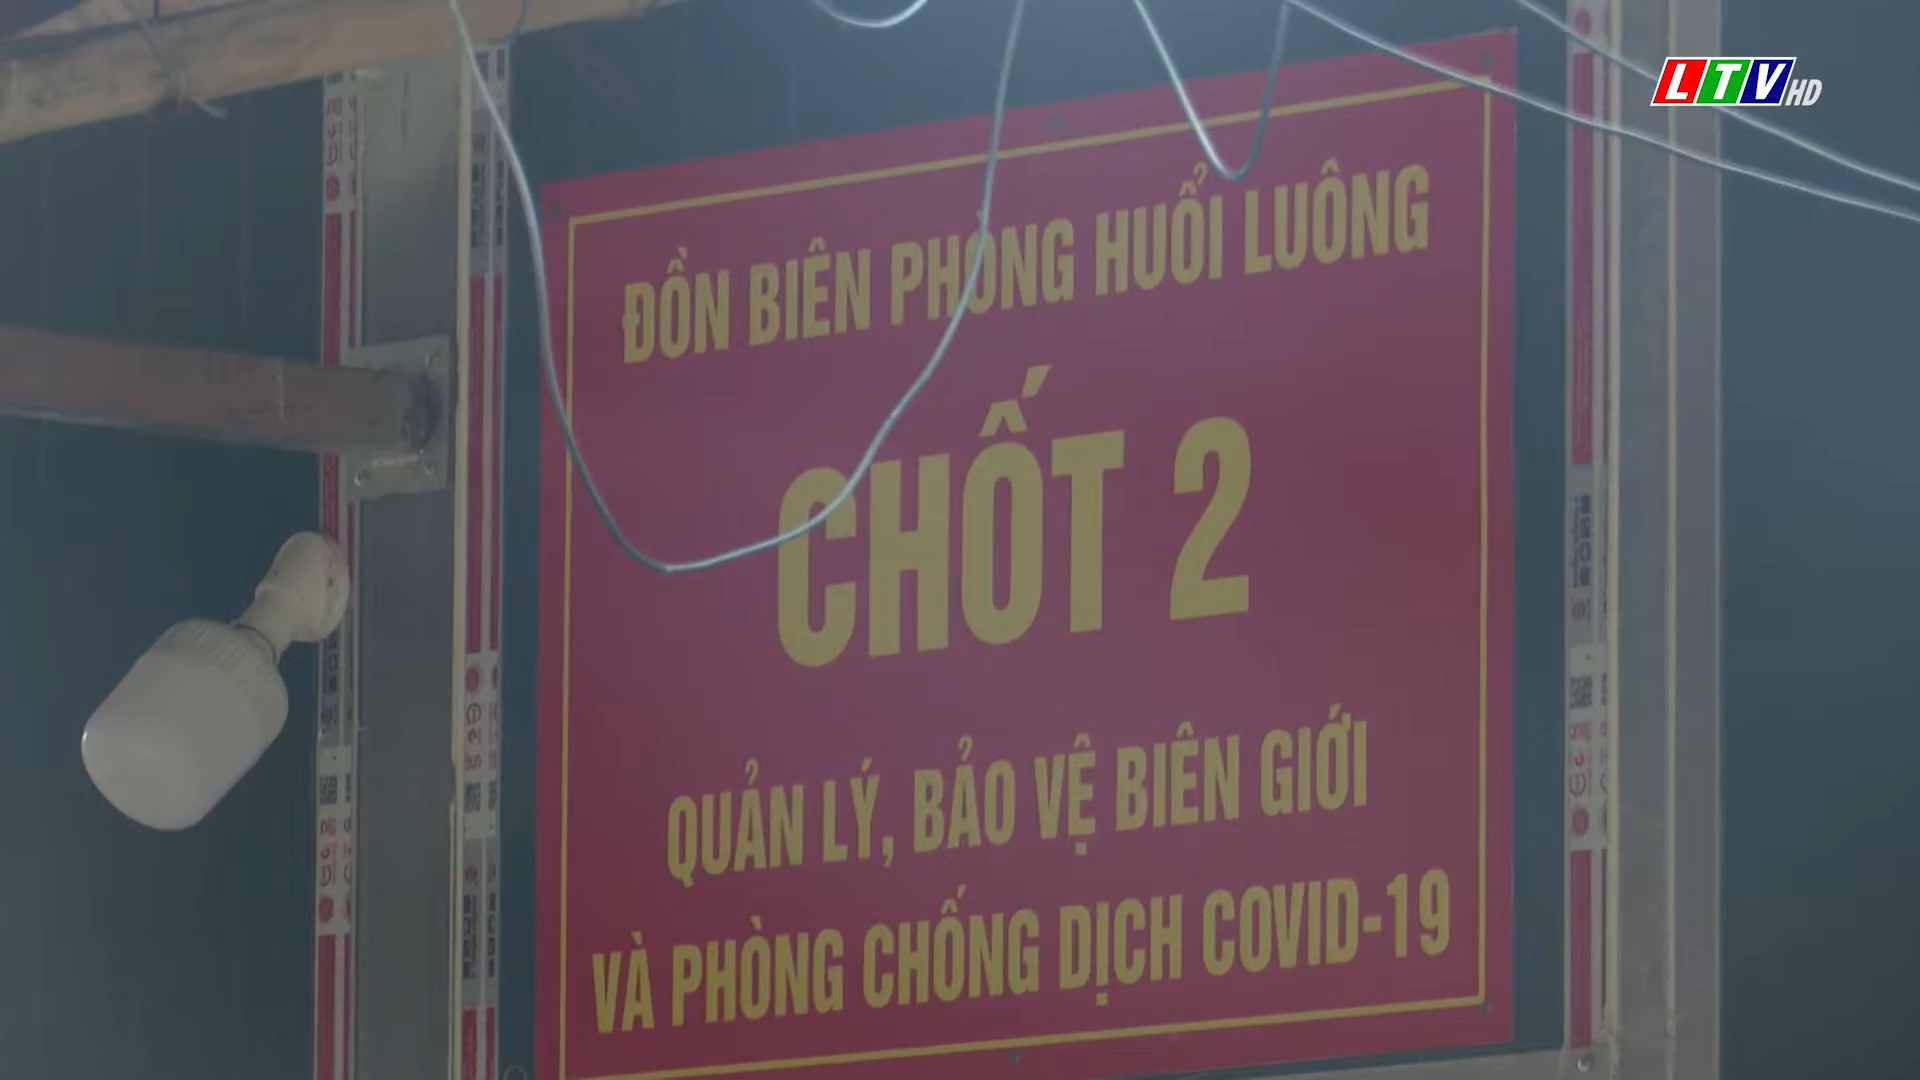 LTV HD
ĐỒN BIÊN PHÒNG HUỔI LUÔNG
CHỐT 2
QUẢN LÝ, BẢO VỆ BIÊN GIỚI
VÀ PHÒNG CHỐNG DỊCH COVID-19